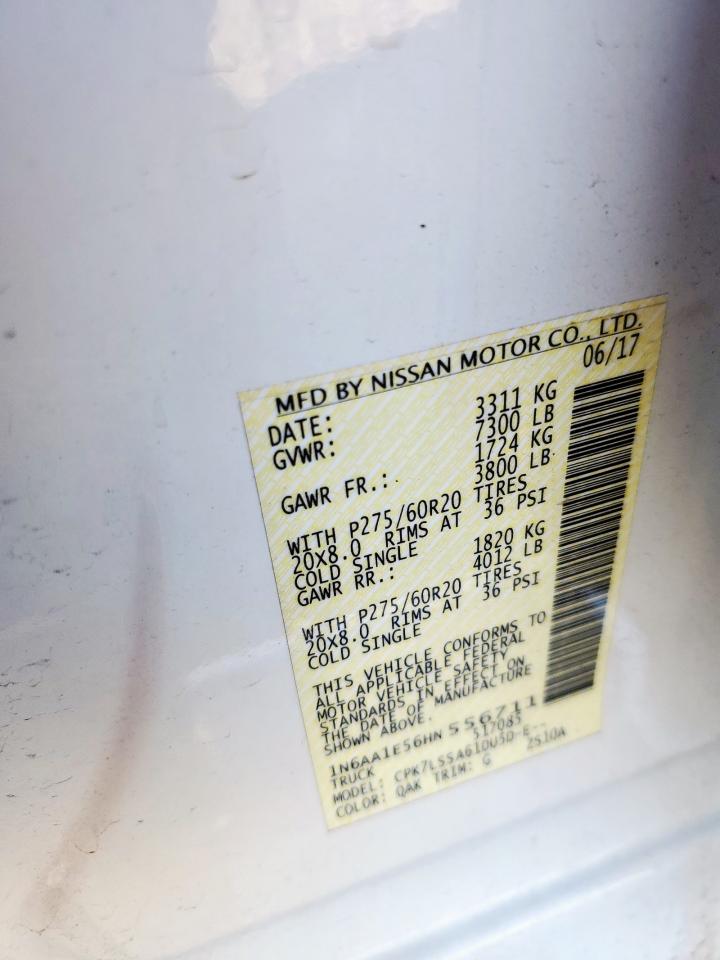 MFD BY NISSAN MOTOR CO., LTD.
DATE: 06/17
GVWR: 3311 KG
7300 LB
GAWR FR.: 1724 KG
3800 LB
WITH P275/60R20 TIRES
20X8.0 RIMS AT 36 PSI
COLD SINGLE
GAWR RR.: 1820 KG
4012 LB
WITH P275/60R20 TIRES
20X8.0 RIMS AT 36 PSI
COLD SINGLE
THIS VEHICLE CONFORMS TO
ALL APPLICABLE FEDERAL
MOTOR VEHICLE SAFETY
STANDARDS IN EFFECT ON
THE DATE OF MANUFACTURE
SHOWN ABOVE.
1N6AA1E56HN556711
TRUCK 517085
MODEL: CPK7LSSA61DU5D-E--
COLOR: QAK TRIM: G 2S10A